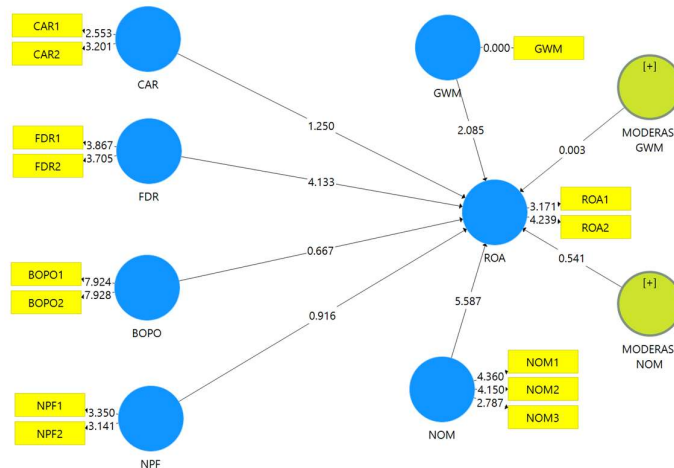 CAR1
2.553
3.201
CAR2
CAR
GWM
0.000
GWM
[+]
MODERAS
GWM
1.250
2.085
0.003
FDR1
3.867
3.705
FDR2
FDR
4.133
3.171
ROA1
4.239
ROA2
ROA
0.667
0.541
BOPO1
7.924
7.928
BOPO2
BOPO
0.916
5.587
[+]
MODERAS
NOM
NOM1
4.360
4.150
NOM2
2.787
NOM3
NOM
NPF1
3.350
3.141
NPF2
NPF